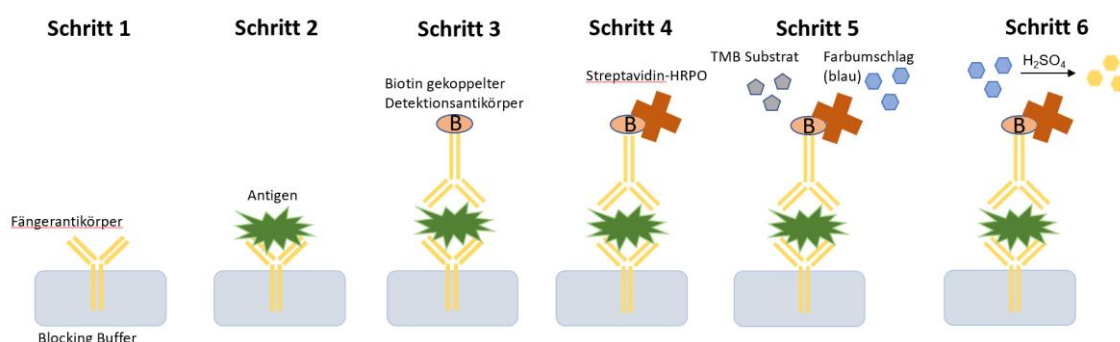 Schritt 1
Schritt 2
Schritt 3
Schritt 4
Schritt 5
Schritt 6
Fängerantikörper
Blocking Buffer
Antigen
Biotin gekoppelter
Detektionsantikörper
B
Streptavidin-HRPO
B
TMB Substrat
Farbumschlag
(blau)
B
H₂SO₄
B